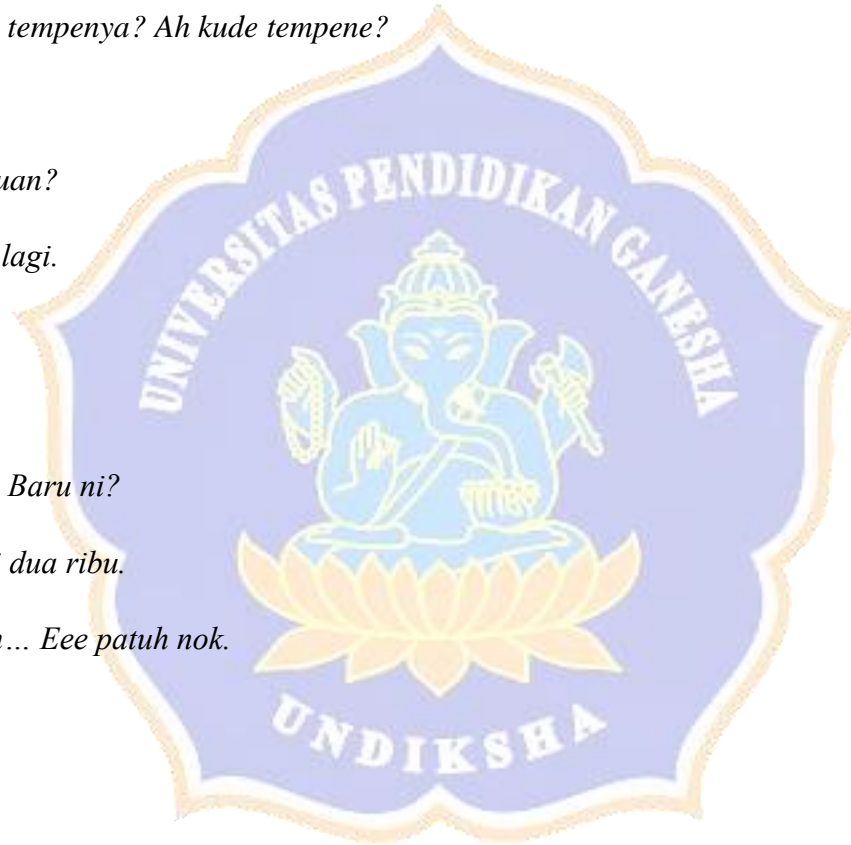 tempenya? Ah kude tempene?
uan?
lagi.
UNIVERSITAS PENDIDIKAN GANESHA
Baru ni?
dua ribu.
n… Eee patuh nok.
UNDIKSHA